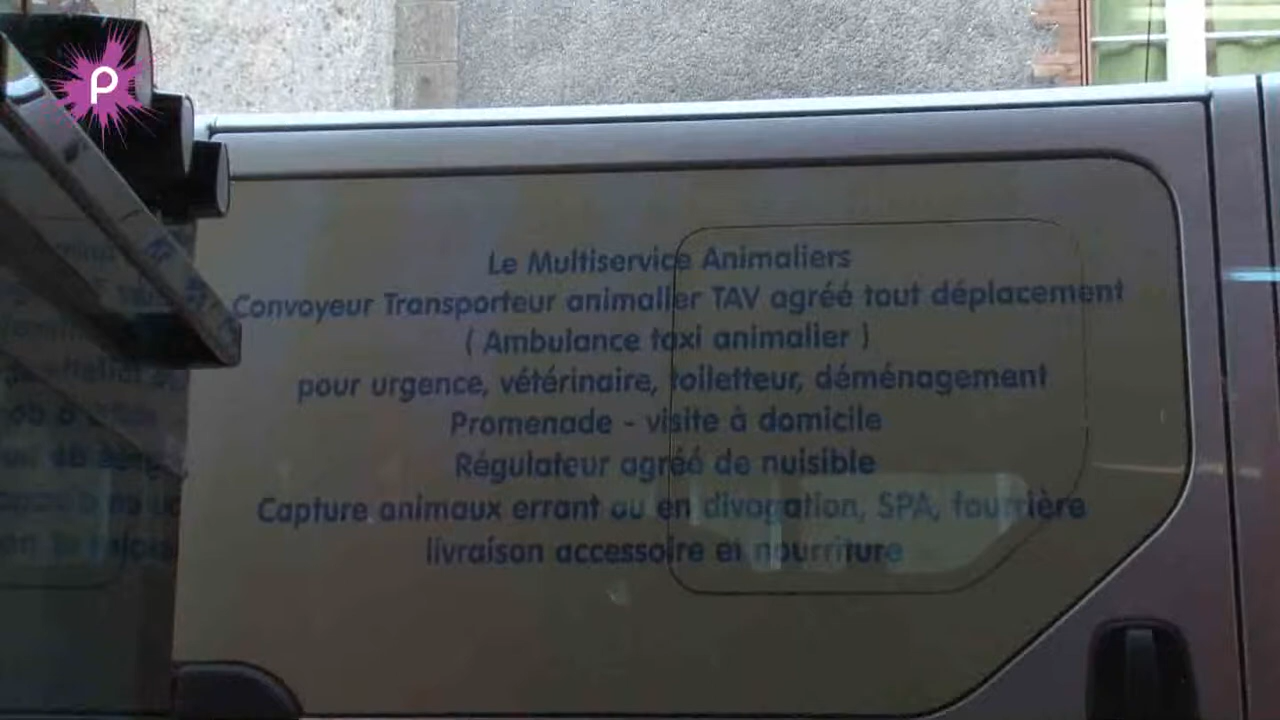 Le Multiservice Animaliers
Convoyeur Transporteur animalier TAV agréé tout déplacement
( Ambulance taxi animalier )
pour urgence, vétérinaire, toiletteur, déménagement
Promenade - visite à domicile
Régulateur agréé de nuisible
Capture animaux errant ou en divogation, SPA, fourrière
livraison accessoire et nourriture